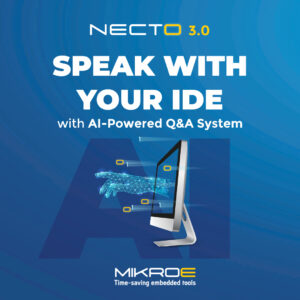 NECTO 3.0
SPEAK WITH
YOUR IDE
with AI-Powered Q&A System
AI
MIKROE
Time-saving embedded tools